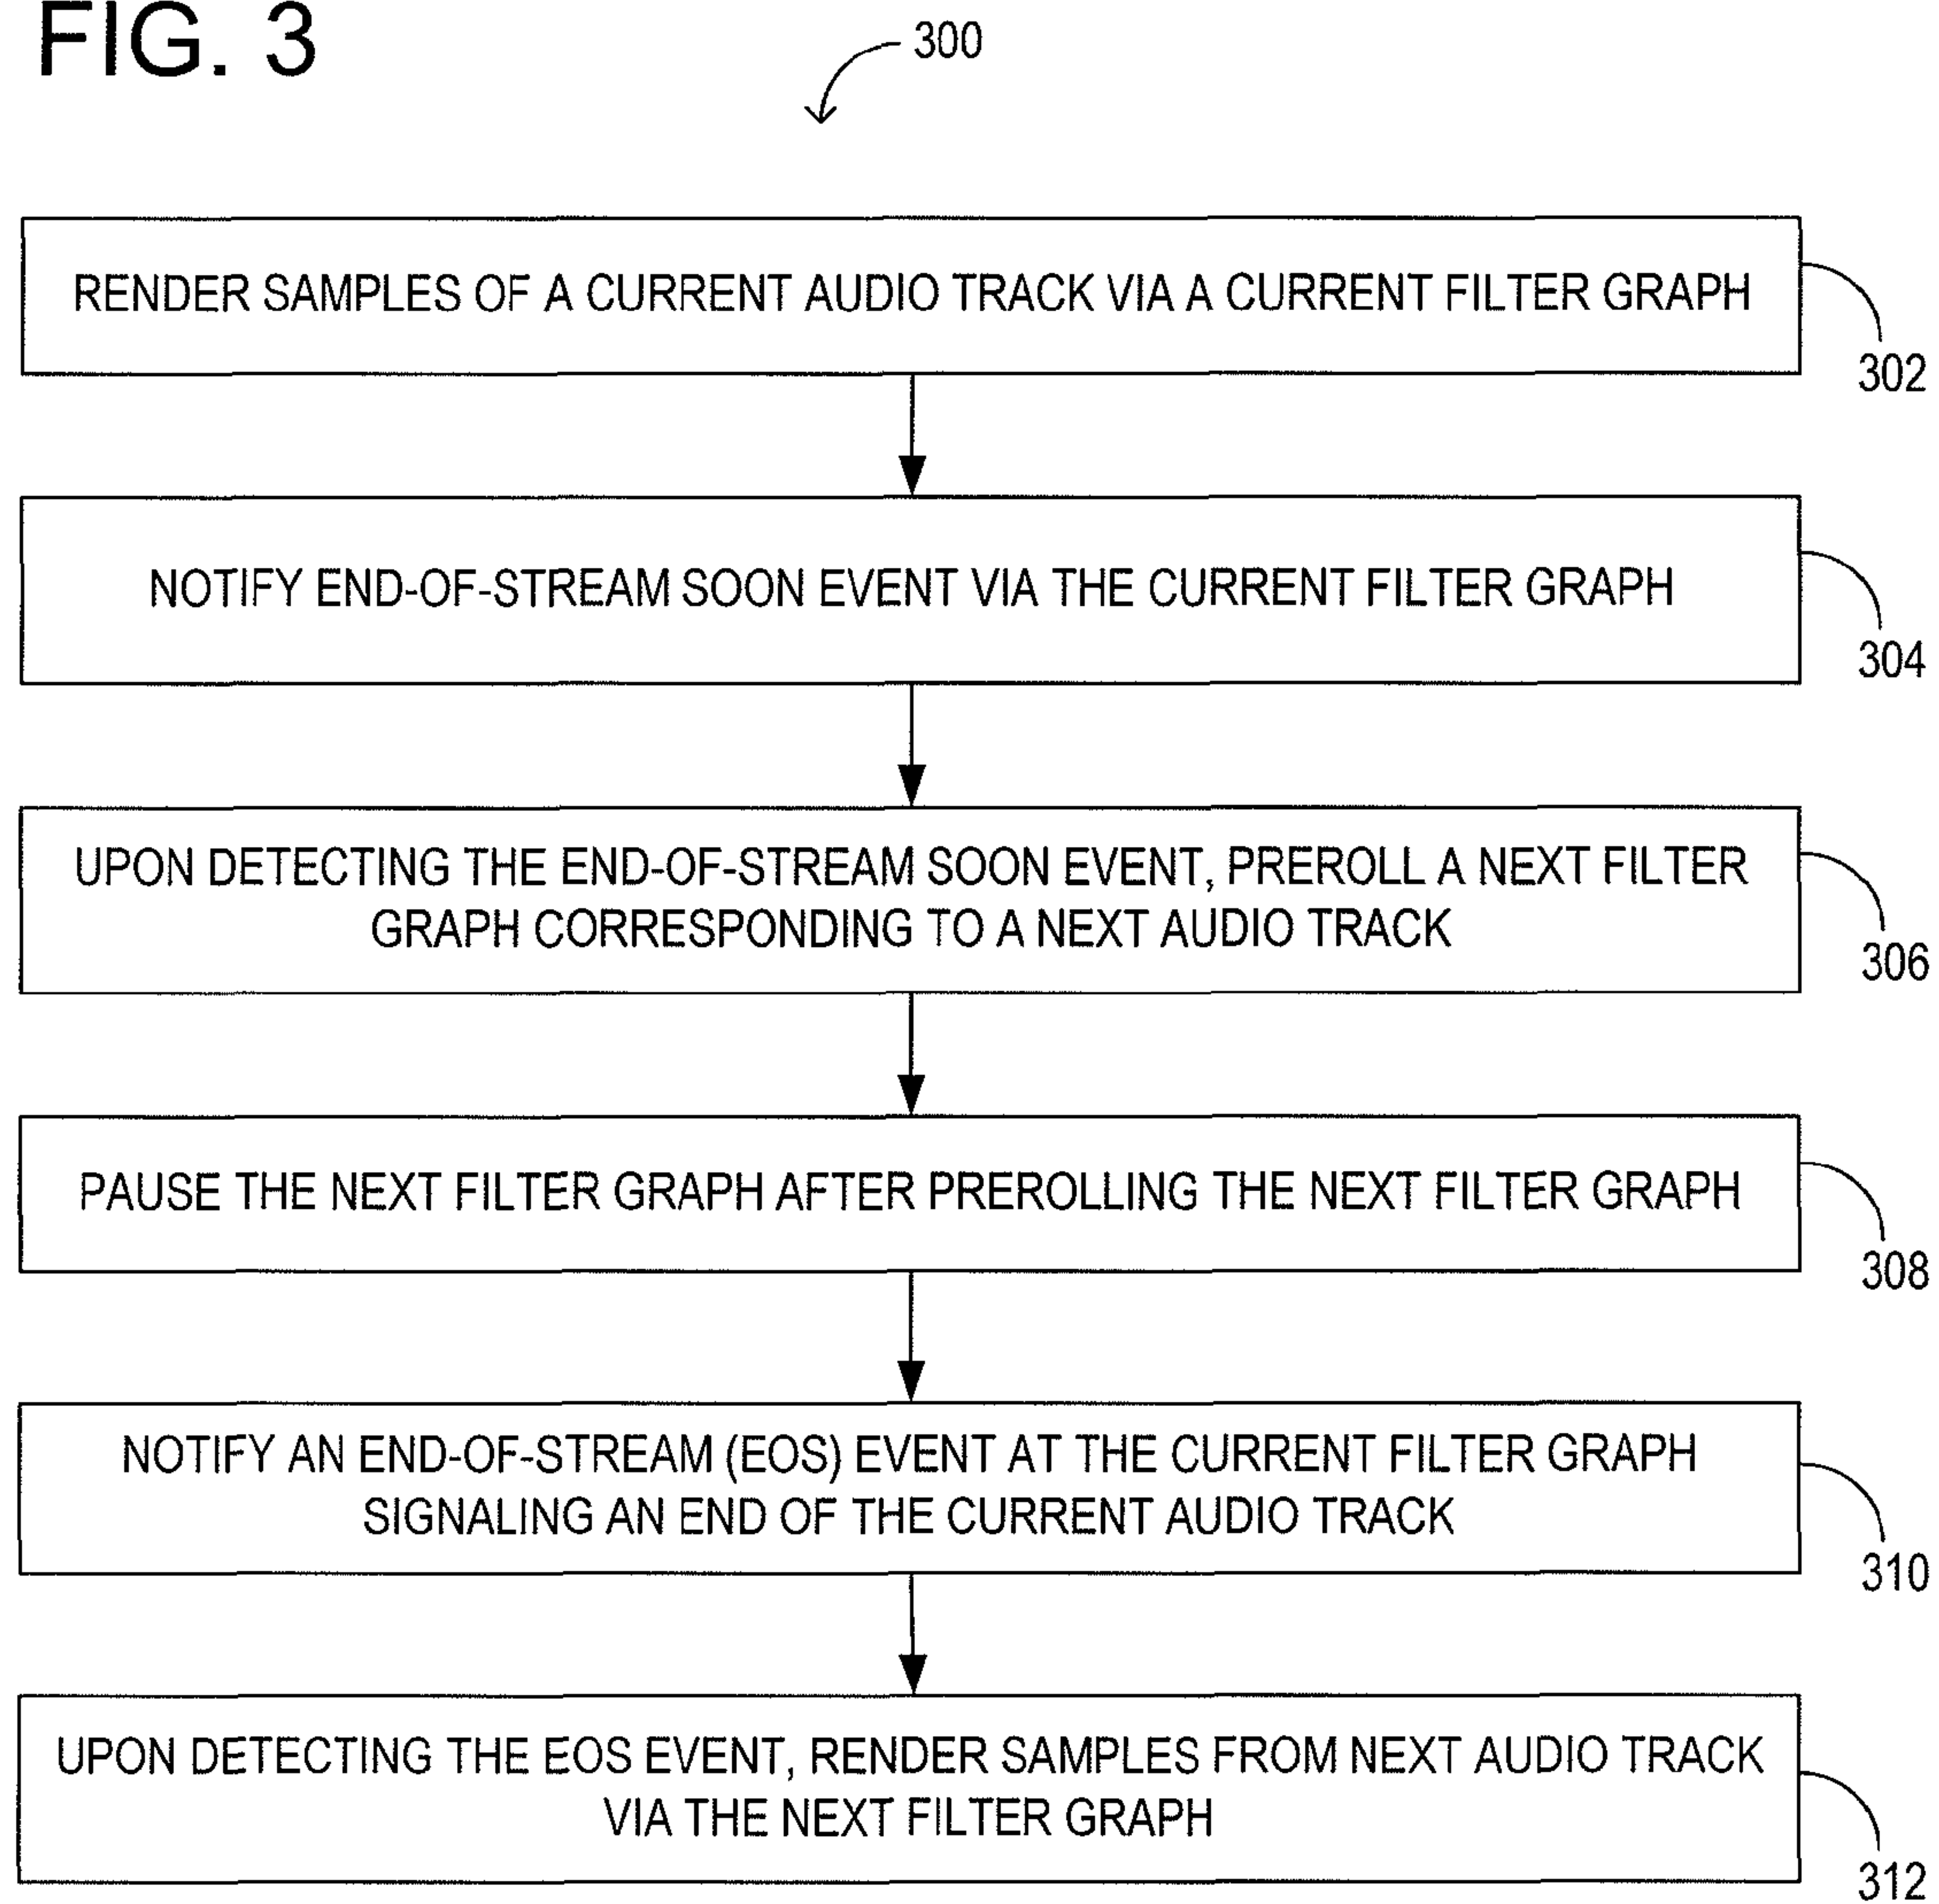 FIG. 3
300
RENDER SAMPLES OF A CURRENT AUDIO TRACK VIA A CURRENT FILTER GRAPH
302
NOTIFY END-OF-STREAM SOON EVENT VIA THE CURRENT FILTER GRAPH
304
UPON DETECTING THE END-OF-STREAM SOON EVENT, PREROLL A NEXT FILTER
GRAPH CORRESPONDING TO A NEXT AUDIO TRACK
306
PAUSE THE NEXT FILTER GRAPH AFTER PREROLLING THE NEXT FILTER GRAPH
308
NOTIFY AN END-OF-STREAM (EOS) EVENT AT THE CURRENT FILTER GRAPH
SIGNALING AN END OF THE CURRENT AUDIO TRACK
310
UPON DETECTING THE EOS EVENT, RENDER SAMPLES FROM NEXT AUDIO TRACK
VIA THE NEXT FILTER GRAPH
312